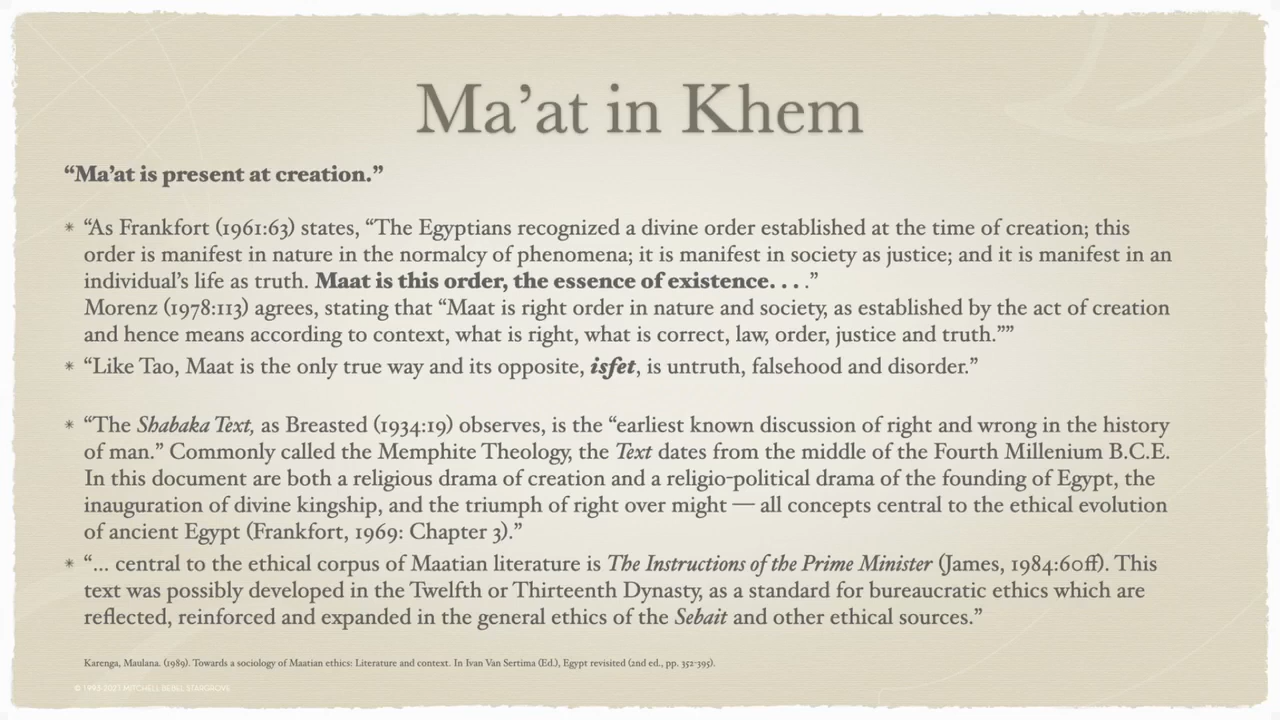 Ma’at in Khem
“Ma’at is present at creation.”
* “As Frankfort (1961:63) states, “The Egyptians recognized a divine order established at the time of creation; this
order is manifest in nature in the normalcy of phenomena; it is manifest in society as justice; and it is manifest in an
individual’s life as truth. Maat is this order, the essence of existence. . . .”
Morenz (1978:113) agrees, stating that “Maat is right order in nature and society, as established by the act of creation
and hence means according to context, what is right, what is correct, law, order, justice and truth.””
* “Like Tao, Maat is the only true way and its opposite, isfet, is untruth, falsehood and disorder.”
* “The Shabaka Text, as Breasted (1934:19) observes, is the “earliest known discussion of right and wrong in the history
of man.” Commonly called the Memphite Theology, the Text dates from the middle of the Fourth Millenium B.C.E.
In this document are both a religious drama of creation and a religio-political drama of the founding of Egypt, the
inauguration of divine kingship, and the triumph of right over might — all concepts central to the ethical evolution
of ancient Egypt (Frankfort, 1969: Chapter 3).”
* “... central to the ethical corpus of Maatian literature is The Instructions of the Prime Minister (James, 1984:60ff). This
text was possibly developed in the Twelfth or Thirteenth Dynasty, as a standard for bureaucratic ethics which are
reflected, reinforced and expanded in the general ethics of the Sebait and other ethical sources.”
Karenga, Maulana. (1989). Towards a sociology of Maatian ethics: Literature and context. In Ivan Van Sertima (Ed.), Egypt revisited (2nd ed., pp. 352-395).
© 1995-2021 MITCHELL BEBEL STARGROVE